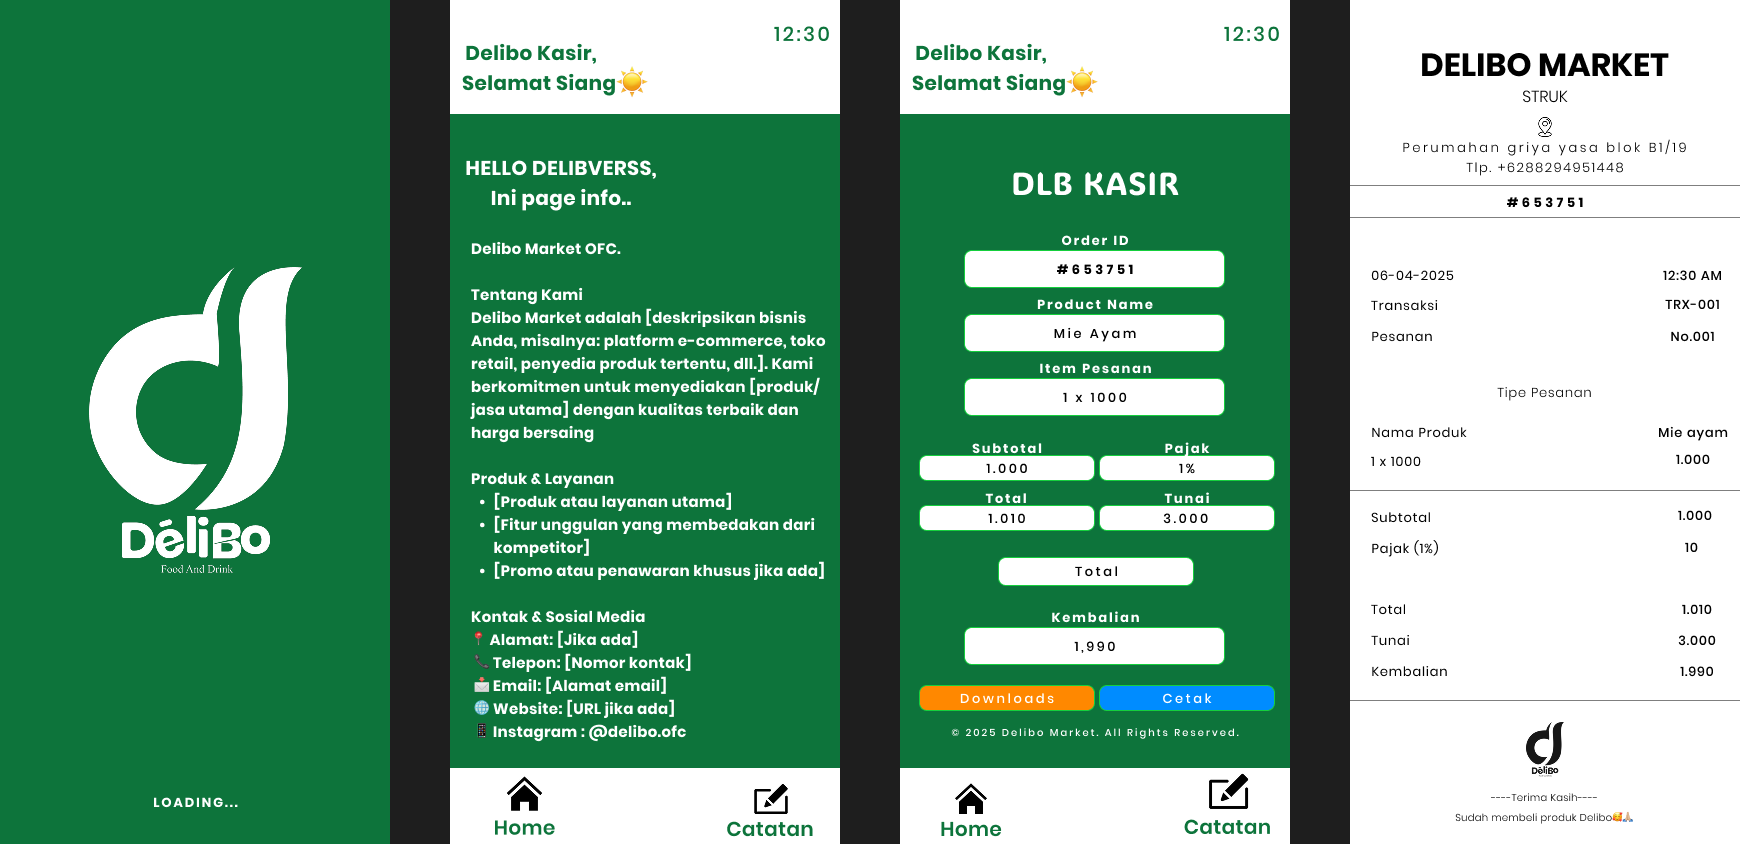 DéliBo
Food And Drink
LOADING...
12:30
Delibo Kasir,
Selamat Siang☀️
HELLO DELIBVERSS,
Ini page info..
Delibo Market OFC.
Tentang Kami
Delibo Market adalah [deskripsikan bisnis
Anda, misalnya: platform e-commerce, toko
retail, penyedia produk tertentu, dll.]. Kami
berkomitmen untuk menyediakan [produk/
jasa utama] dengan kualitas terbaik dan
harga bersaing
Produk & Layanan
• [Produk atau layanan utama]
• [Fitur unggulan yang membedakan dari
kompetitor]
• [Promo atau penawaran khusus jika ada]
Kontak & Sosial Media
📍 Alamat: [Jika ada]
📞 Telepon: [Nomor kontak]
📩 Email: [Alamat email]
🌐 Website: [URL jika ada]
📱 Instagram : @delibo.ofc
Home
Catatan
12:30
Delibo Kasir,
Selamat Siang☀️
DLB KASIR
Order ID
#653751
Product Name
Mie Ayam
Item Pesanan
1 x 1000
Subtotal Pajak
1.000 1%
Total Tunai
1.010 3.000
Total
Kembalian
1,990
Downloads Cetak
© 2025 Delibo Market. All Rights Reserved.
Home
Catatan
DELIBO MARKET
STRUK
Perumahan griya yasa blok B1/19
Tlp. +6288294951448
#653751
06-04-2025 12:30 AM
Transaksi TRX-001
Pesanan No.001
Tipe Pesanan
Nama Produk Mie ayam
1 x 1000 1.000
Subtotal 1.000
Pajak (1%) 10
Total 1.010
Tunai 3.000
Kembalian 1.990
DéliBo
----Terima Kasih----
Sudah membeli produk Delibo🥰🙏🏼